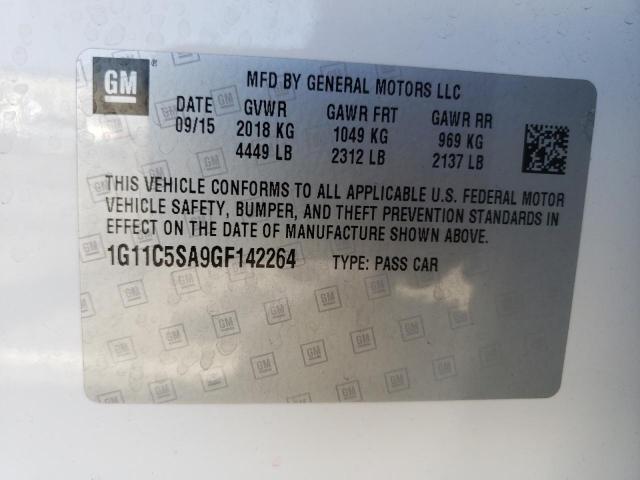 GM ®
MFD BY GENERAL MOTORS LLC
DATE GVWR GAWR FRT GAWR RR
09/15 2018 KG 1049 KG 969 KG
4449 LB 2312 LB 2137 LB
THIS VEHICLE CONFORMS TO ALL APPLICABLE U.S. FEDERAL MOTOR
VEHICLE SAFETY, BUMPER, AND THEFT PREVENTION STANDARDS IN
EFFECT ON THE DATE OF MANUFACTURE SHOWN ABOVE.
1G11C5SA9GF142264 TYPE: PASS CAR